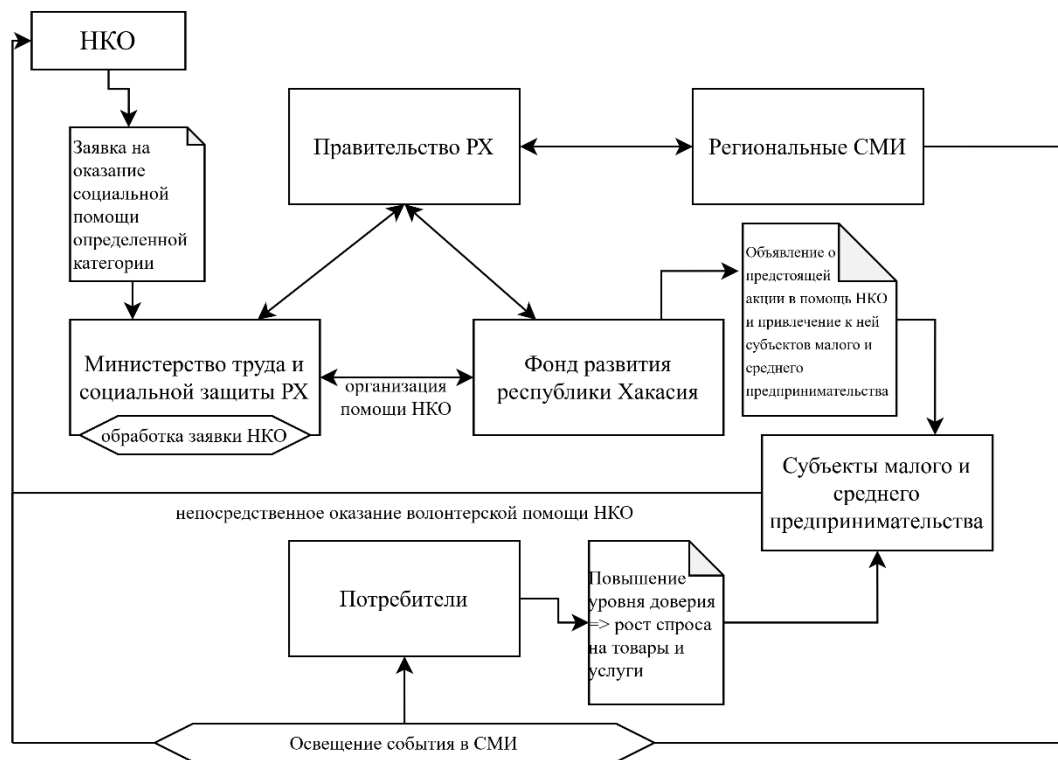 НКО
Заявка на
оказание
социальной
помощи
определенной
категории
Правительство РХ
Региональные СМИ
Объявление о
предстоящей
акции в помощь НКО
и привлечение к ней
субъектов малого и
среднего
предпринимательства
Министерство труда и
социальной защиты РХ
обработка заявки НКО
организация
помощи НКО
Фонд развития
республики Хакасия
Субъекты малого и
среднего
предпринимательства
непосредственное оказание волонтерской помощи НКО
Потребители
Повышение
уровня доверия
=> рост спроса
на товары и
услуги
Освещение события в СМИ